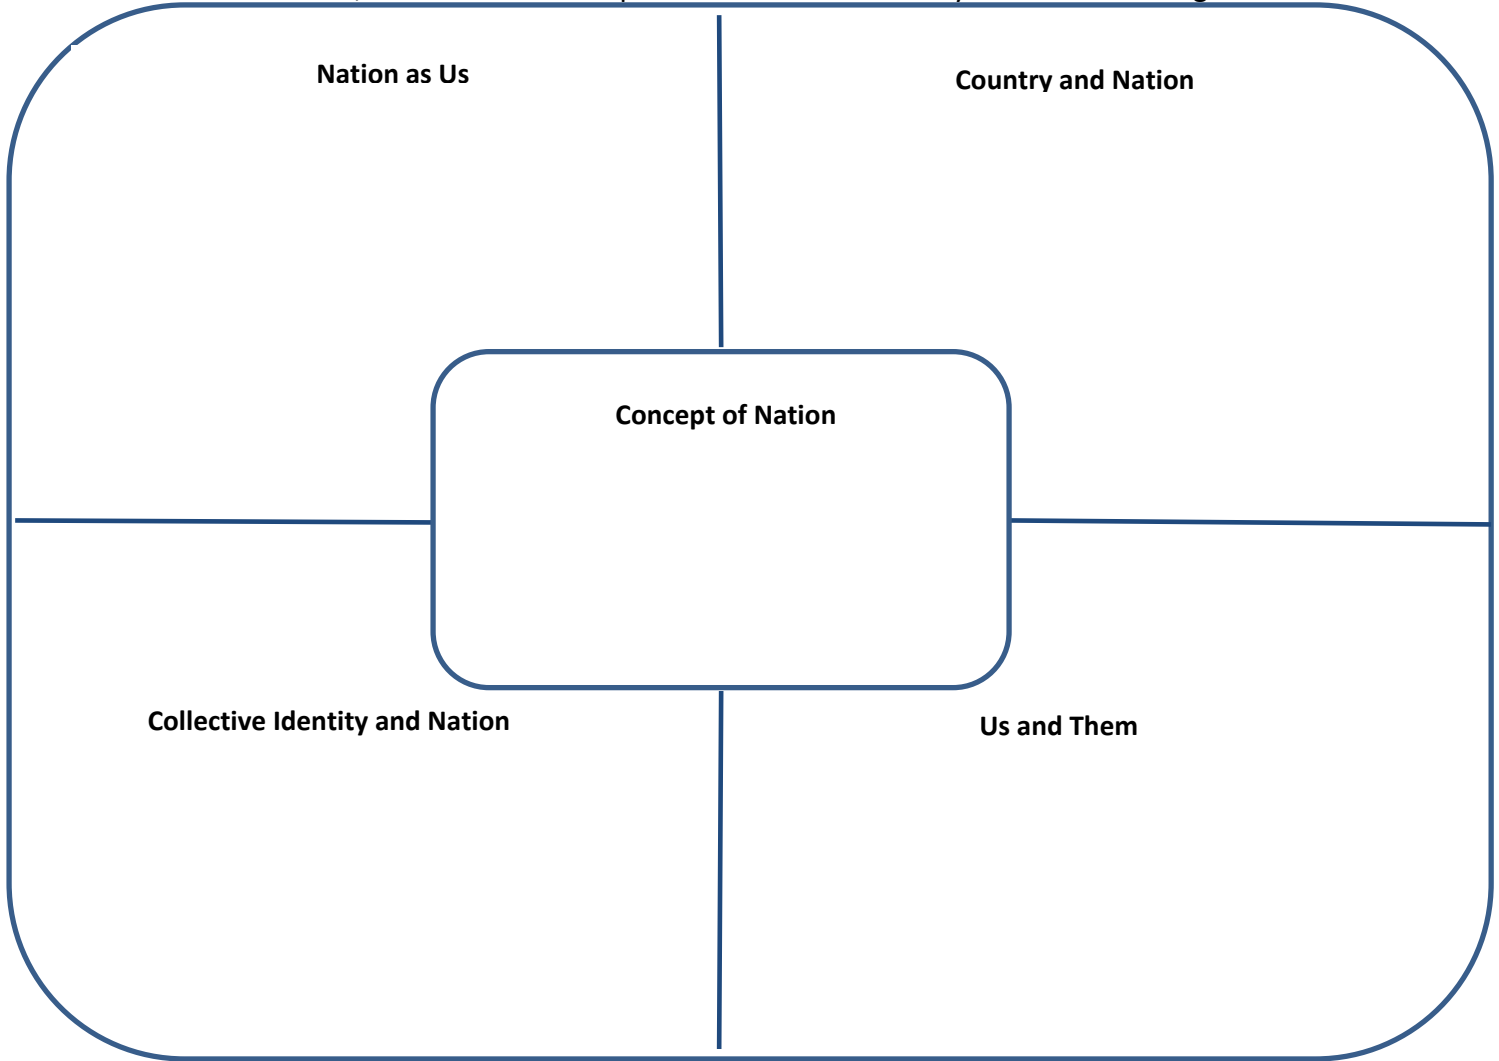 Nation as Us
Country and Nation
Concept of Nation
Collective Identity and Nation
Us and Them